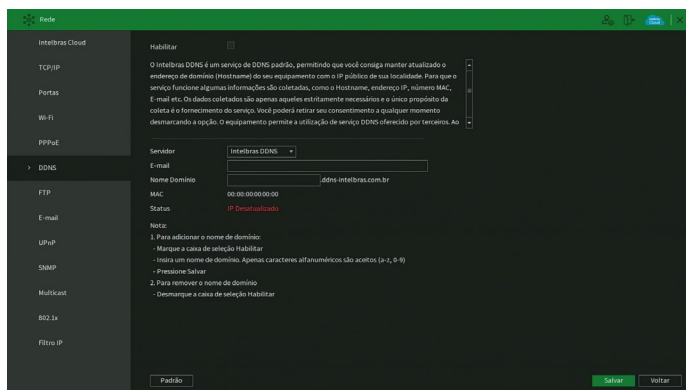 Rede
Intelbras Cloud
TCP/IP
Portas
Wi-Fi
PPPoE
> DDNS
FTP
E-mail
UPnP
SNMP
Multicast
802.1x
Filtro IP
Habilitar
O Intelbras DDNS é um serviço de DDNS padrão, permitindo que você consiga manter atualizado o
endereço de domínio (Hostname) do seu equipamento com o IP público de sua localidade. Para que o
serviço funcione algumas informações são coletadas, como o Hostname, endereço IP, número MAC,
E-mail etc. Os dados coletados são apenas aqueles estritamente necessários e o único propósito da
coleta é o fornecimento do serviço. Você poderá retirar seu consentimento a qualquer momento
desmarcando a opção. O equipamento permite a utilização de serviço DDNS oferecido por terceiros. Ao
Servidor Intelbras DDNS
E-mail
Nome Domínio .ddns-intelbras.com.br
MAC 00:00:00:00:00:00
Status IP Desatualizado
Nota:
1. Para adicionar o nome de domínio:
- Marque a caixa de seleção Habilitar
- Insira um nome de domínio. Apenas caracteres alfanuméricos são aceitos (a-z, 0-9)
- Pressione Salvar
2. Para remover o nome de domínio
- Desmarque a caixa de seleção Habilitar
Padrão Salvar Voltar